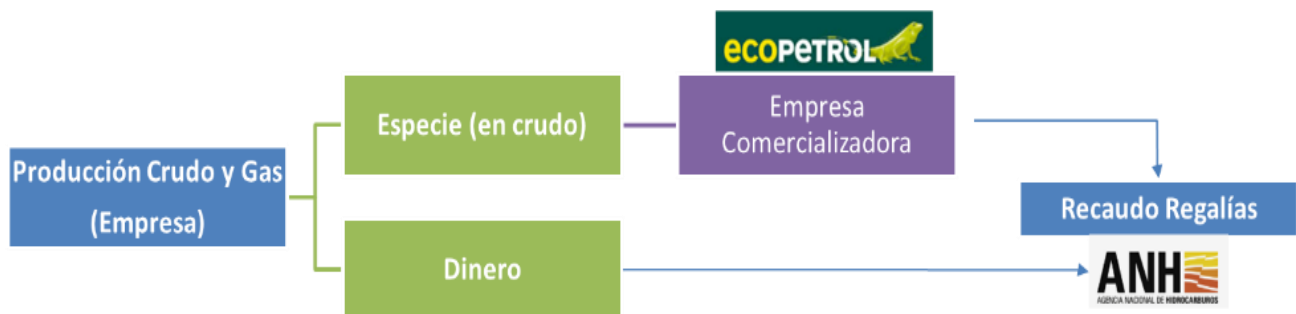 ecoPETROL
Especie (en crudo)
Empresa
Comercializadora
Producción Crudo y Gas
(Empresa)
Recaudo Regalías
Dinero
ANH
AGENCIA NACIONAL DE HIDROCARBUROS